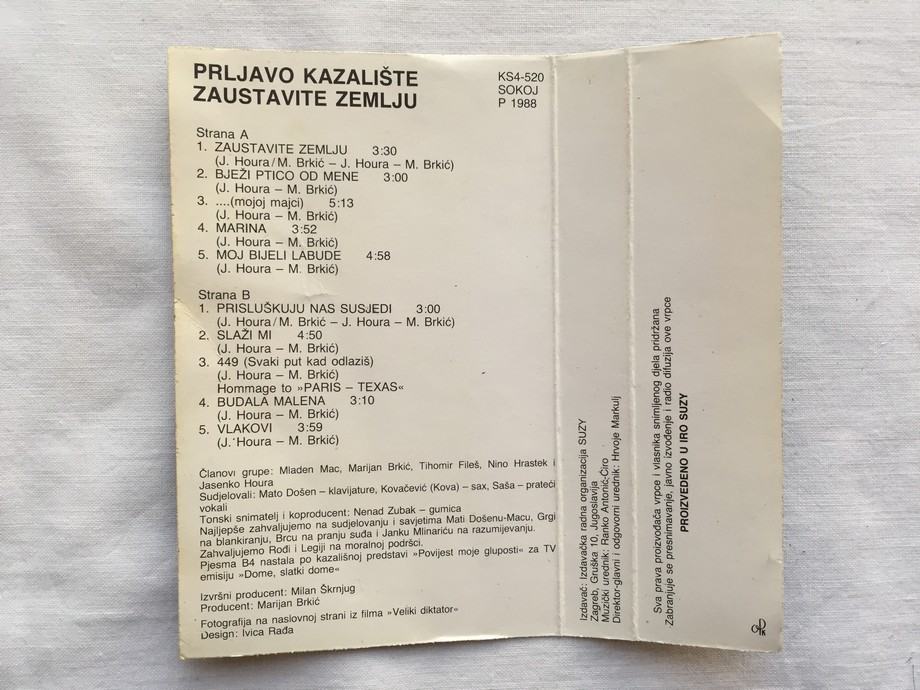 PRLJAVO KAZALIŠTE
ZAUSTAVITE ZEMLJU
KS4-520
SOKOJ
P 1988
Strana A
1. ZAUSTAVITE ZEMLJU 3:30
(J. Houra/M. Brkić – J. Houra – M. Brkić)
2. BJEŽI PTICO OD MENE 3:00
(J. Houra – M. Brkić)
3. ....(mojoj majci) 5:13
(J. Houra – M. Brkić)
4. MARINA 3:52
(J. Houra – M. Brkić)
5. MOJ BIJELI LABUDE 4:58
(J. Houra – M. Brkić)
Strana B
1. PRISLUŠKUJU NAS SUSJEDI 3:00
(J. Houra/M. Brkić – J. Houra – M. Brkić)
2. SLAŽI MI 4:50
(J. Houra – M. Brkić)
3. 449 (Svaki put kad odlaziš)
(J. Houra – M. Brkić)
Hommage to »PARIS – TEXAS«
4. BUDALA MALENA 3:10
(J. Houra – M. Brkić)
5. VLAKOVI 3:59
(J. Houra – M. Brkić)
Članovi grupe: Mladen Mac, Marijan Brkić, Tihomir Fileš, Nino Hrastek i
Jasenko Houra
Sudjelovali: Mato Došen – klavijature, Kovačević (Kova) – sax, Saša – prateći
vokali
Tonski snimatelj i koproducent: Nenad Zubak – gumica
Najljepše zahvaljujemo na sudjelovanju i savjetima Mati Došenu-Macu, Grgi
na blankiranju, Brcu na pranju suđa i Janku Mlinariću na razumijevanju.
Zahvaljujemo Rođi i Legiji na moralnoj podršci.
Pjesma B4 nastala po kazališnoj predstavi »Povijest moje gluposti« za TV
emisiju »Dome, slatki dome«
Izvršni producent: Milan Škrnjug
Producent: Marijan Brkić
Fotografija na naslovnoj strani iz filma »Veliki diktator«
Design: Ivica Rađa
Izdavač: Izdavačka radna organizacija SUZY
Zagreb, Gruška 10, Jugoslavija
Muzički urednik: Ranko Antonić-Ćiro
Direktor-glavni i odgovorni urednik: Hrvoje Markulj
Sva prava proizvođača vrpce i vlasnika snimljenog djela pridržana
Zabranjuje se presnimavanje, javno izvođenje i radio difuzija ove vrpce
PROIZVEDENO U IRO SUZY